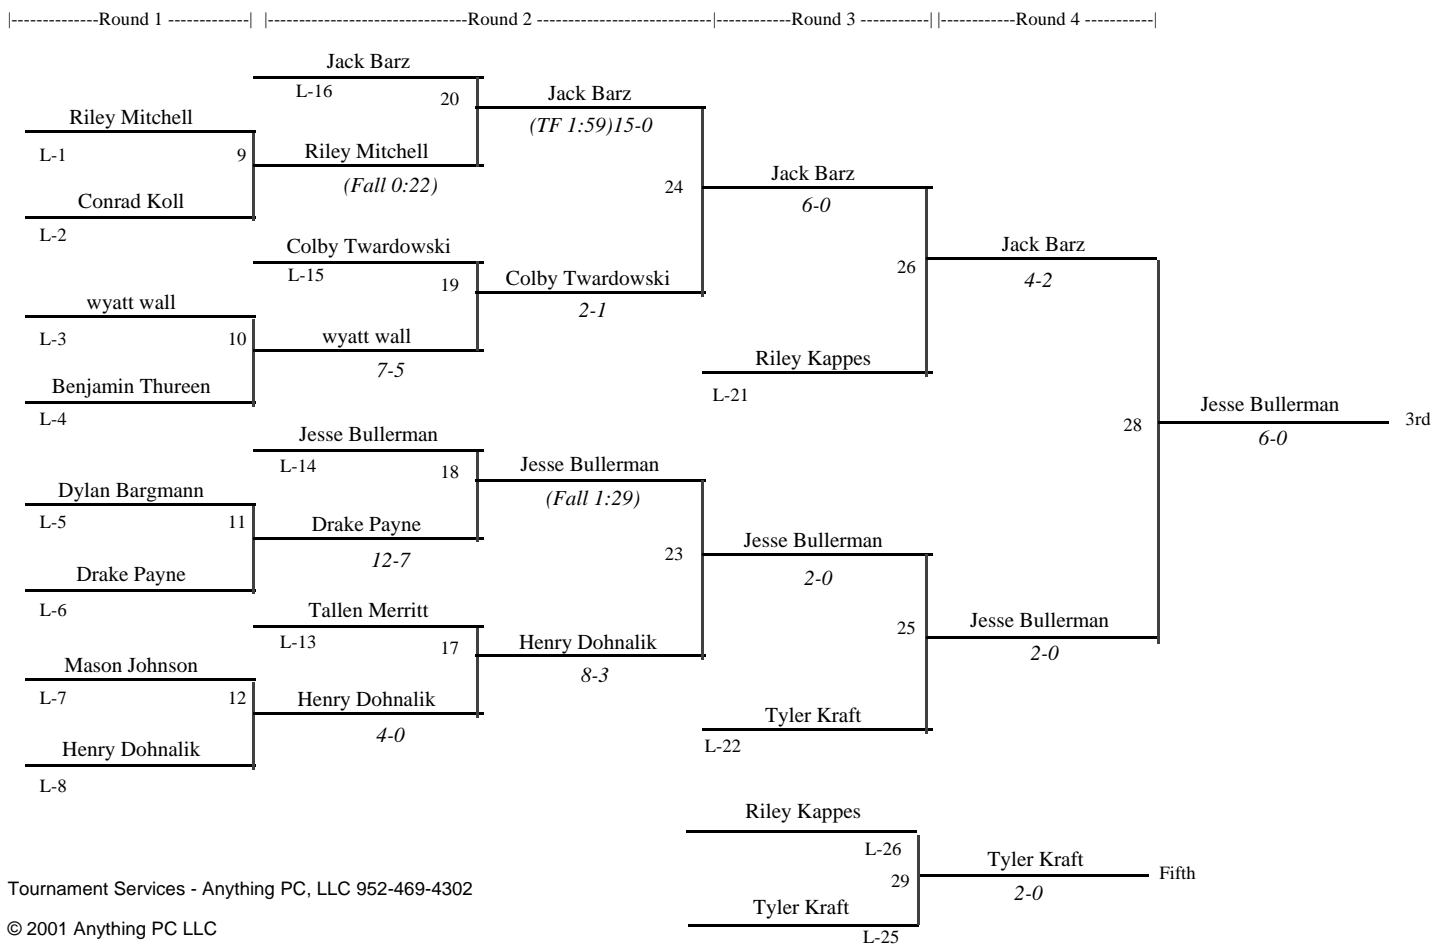 |--------------Round 1 -------------| |--------------------------------Round 2 ----------------------------|------------Round 3 -----------| |------------Round 4 -----------|
Jack Barz
L-16
20
Jack Barz
(TF 1:59)15-0
Riley Mitchell
L-1
9
Riley Mitchell
(Fall 0:22)
Conrad Koll
L-2
24
Jack Barz
6-0
Colby Twardowski
L-15
19
Colby Twardowski
2-1
wyatt wall
L-3
10
wyatt wall
7-5
Benjamin Thureen
L-4
26
Jack Barz
4-2
Riley Kappes
L-21
Jesse Bullerman
L-14
18
Jesse Bullerman
(Fall 1:29)
28
Jesse Bullerman
6-0
3rd
Dylan Bargmann
L-5
11
Drake Payne
12-7
Drake Payne
L-6
23
Jesse Bullerman
2-0
Tallen Merritt
L-13
17
Henry Dohnalik
8-3
25
Jesse Bullerman
2-0
Mason Johnson
L-7
12
Henry Dohnalik
4-0
Henry Dohnalik
L-8
Tyler Kraft
L-22
Riley Kappes
L-26
29
Tyler Kraft
2-0
Fifth
Tyler Kraft
L-25
Tournament Services - Anything PC, LLC 952-469-4302
© 2001 Anything PC LLC